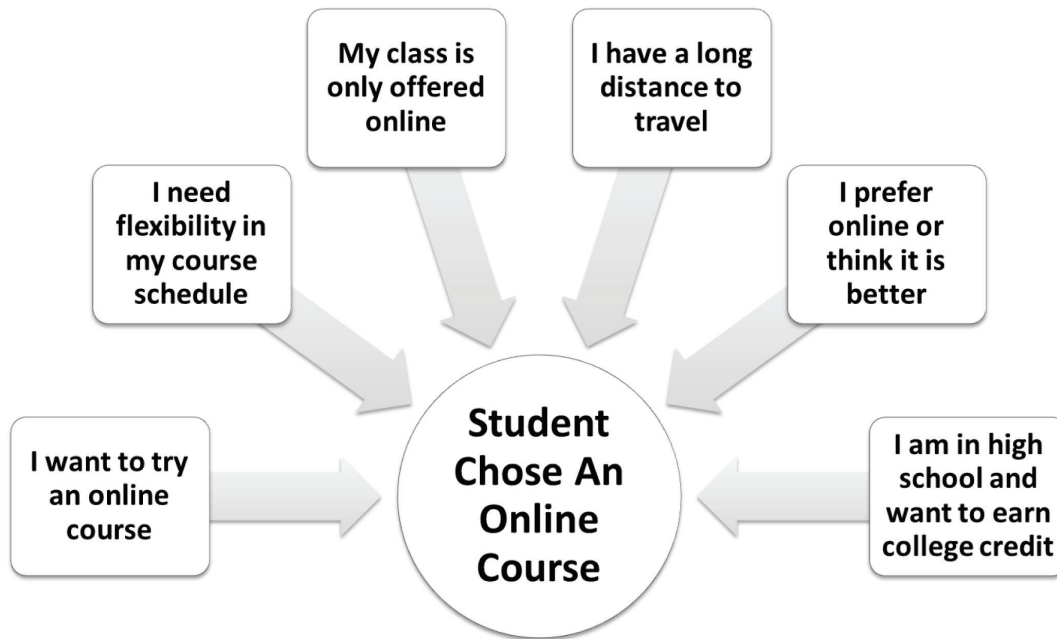 My class is
only offered
online
I have a long
distance to
travel
I need
flexibility in
my course
schedule
I prefer
online or
think it is
better
I want to try
an online
course
Student
Chose An
Online
Course
I am in high
school and
want to earn
college credit